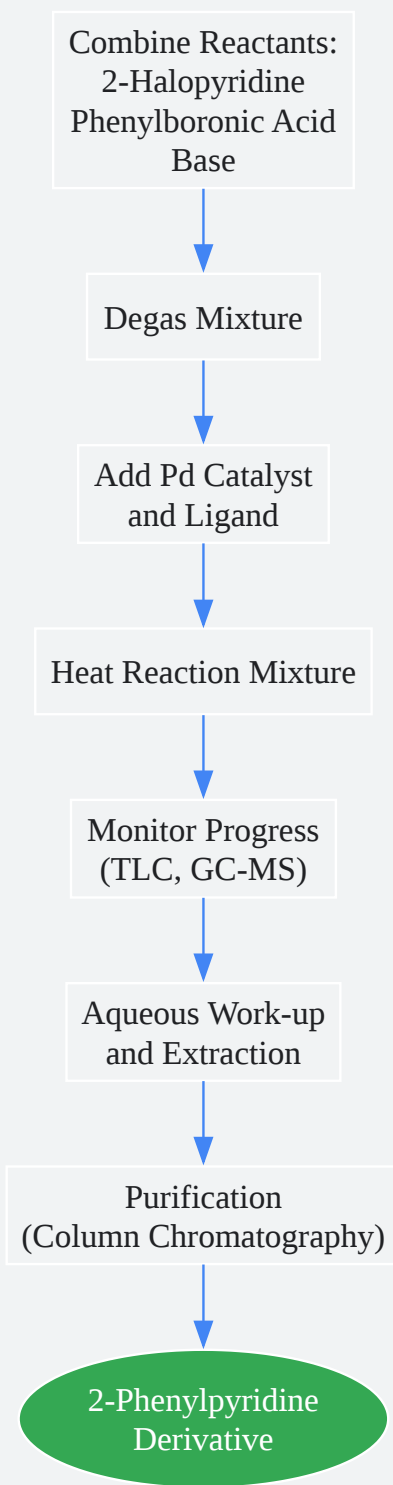 Combine Reactants:
2-Halopyridine
Phenylboronic Acid
Base
Degas Mixture
Add Pd Catalyst
and Ligand
Heat Reaction Mixture
Monitor Progress
(TLC, GC-MS)
Aqueous Work-up
and Extraction
Purification
(Column Chromatography)
2-Phenylpyridine
Derivative